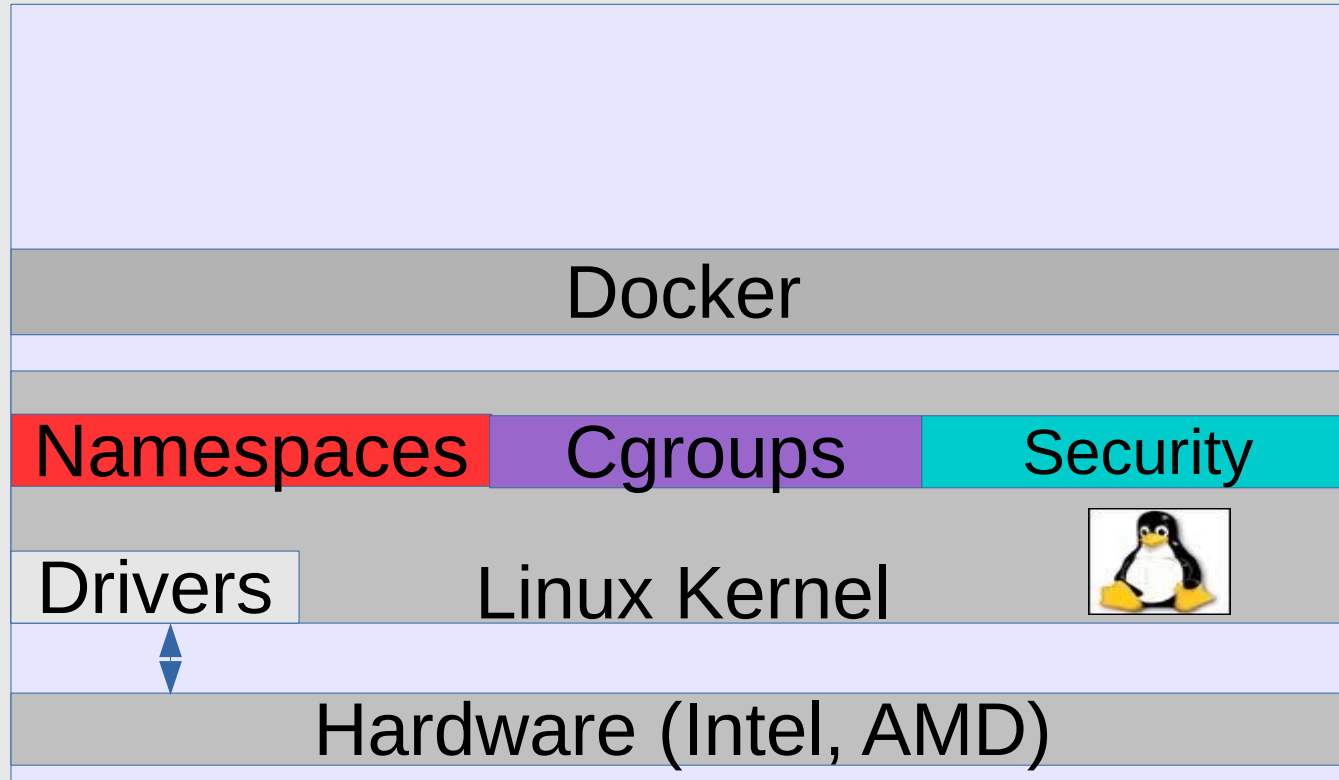 Docker
Namespaces Cgroups Security
Drivers Linux Kernel
Hardware (Intel, AMD)